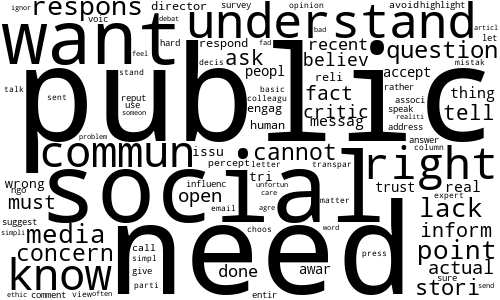 ignor respons director survey opinion avoid highlight
voic debat understand articl
want feel hard respond recent bad let question
fad ask believ mistak
stand decis peopl reli accept
public basic fact rather thing
talk sent reput colleagu engag critic associ tell
use messag speak
someon human address realiti
problem commun issu cannot answer column
percept letter transpar right
wrong social tri trust real
ngo influenc unfortun expert
must open care matter lack
suggest email agre
simpli media need choos word inform
concern call press point
simpl done awar actual
know give sure
ethic comment view often parti entir stori send